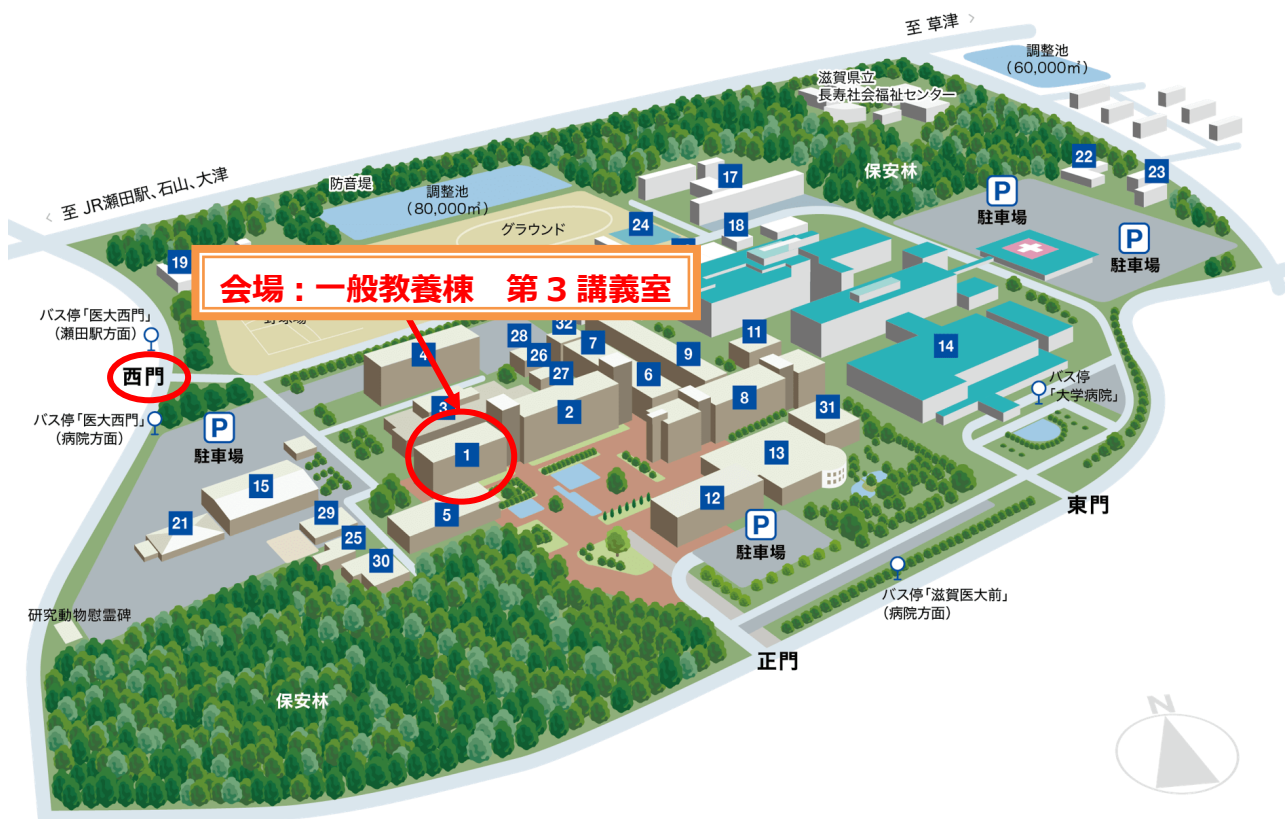 至 草津
調整池
（60,000㎡）
滋賀県立
長寿社会福祉センター
保安林
22
23
P
駐車場
P
駐車場
至 JR瀬田駅、石山、大津
防音堤
調整池
（80,000㎡）
グラウンド
17
18
24
19
会場：一般教養棟　第３講義室
野球場
バス停「医大西門」
（瀬田駅方面）
西門
バス停「医大西門」
（病院方面）
P
駐車場
4
28
32
26
7
27
9
11
6
14
3
2
8
31
バス停
「大学病院」
1
13
15
12
5
21
29
25
30
P
駐車場
東門
バス停「滋賀医大前」
（病院方面）
研究動物慰霊碑
正門
保安林
N